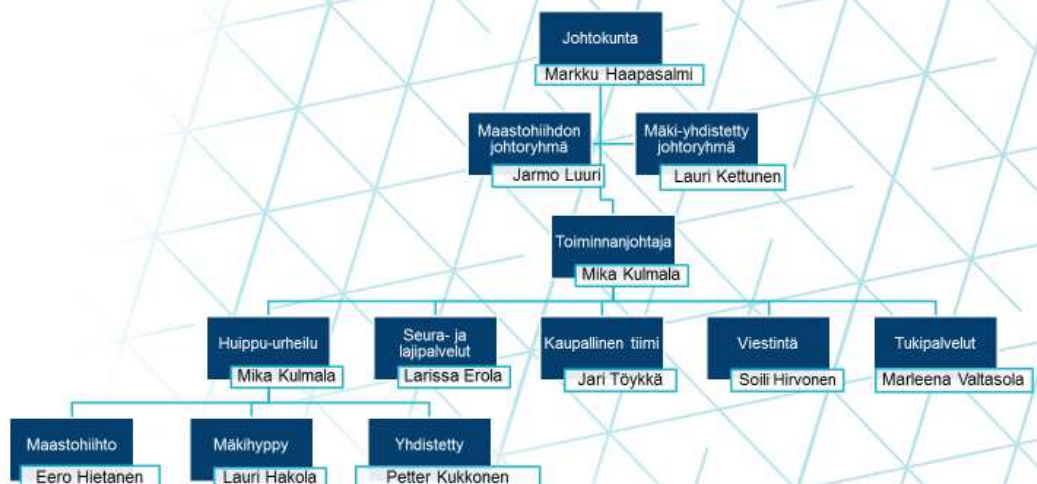 Johtokunta
Markku Haapasalmi
Maastohiihdon
johtoryhmä
Jarmo Luuri
Mäki-yhdistetty
johtoryhmä
Lauri Kettunen
Toiminnanjohtaja
Mika Kulmala
Huippu-urheilu
Mika Kulmala
Seura- ja
lajipalvelut
Larissa Erola
Kaupallinen tiimi
Jari Töykkä
Viestintä
Soili Hirvonen
Tukipalvelut
Marleena Valtasola
Maastohiihto
Eero Hietanen
Mäkihyppy
Lauri Hakola
Yhdistetty
Petter Kukkonen